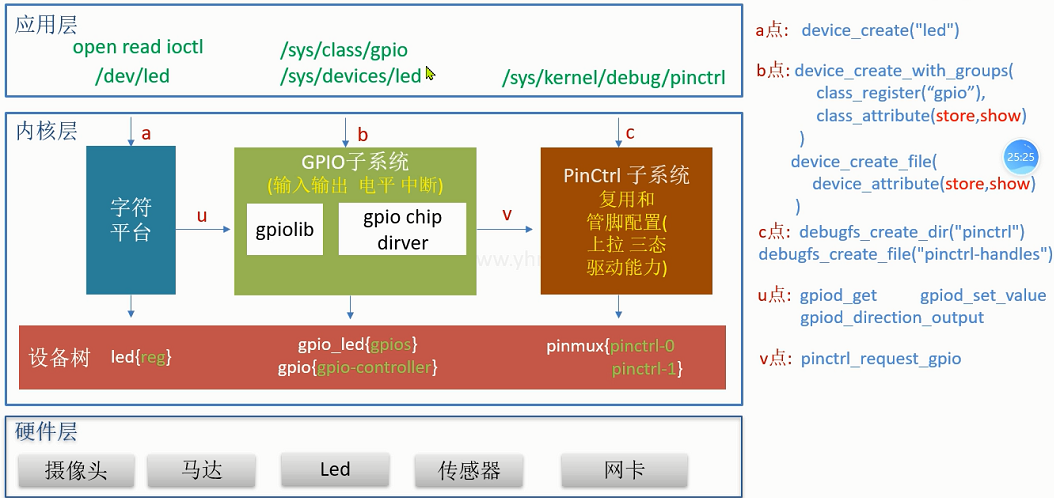 应用层
open read ioctl
/dev/led
/sys/class/gpio
/sys/devices/led
/sys/kernel/debug/pinctrl
内核层
a
b
c
字符
平台
u
GPIO子系统
(输入输出 电平 中断)
gpiolib
gpio chip
dirver
v
PinCtrl 子系统
复用和
管脚配置(
上拉 三态
驱动能力)
设备树
led{reg}
gpio_led{gpios}
gpio{gpio-controller}
pinmux{pinctrl-0
pinctrl-1}
硬件层
摄像头
马达
Led
传感器
网卡
a点: device_create("led")
b点: device_create_with_groups(
class_register(“gpio”),
class_attribute(store,show)
)
device_create_file(
device_attribute(store,show)
)
25:25
c点: debugfs_create_dir("pinctrl")
debugfs_create_file("pinctrl-handles")
u点: gpiod_get gpiod_set_value
gpiod_direction_output
v点: pinctrl_request_gpio